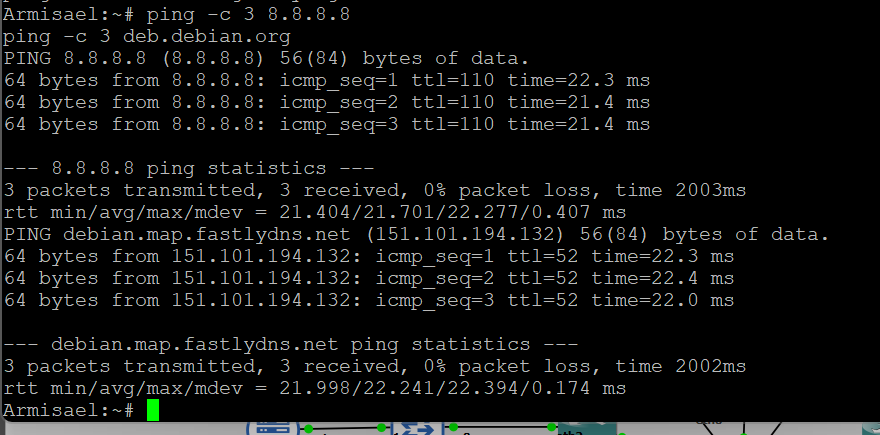 Armisael:~# ping -c 3 8.8.8.8
ping -c 3 deb.debian.org
PING 8.8.8.8 (8.8.8.8) 56(84) bytes of data.
64 bytes from 8.8.8.8: icmp_seq=1 ttl=110 time=22.3 ms
64 bytes from 8.8.8.8: icmp_seq=2 ttl=110 time=21.4 ms
64 bytes from 8.8.8.8: icmp_seq=3 ttl=110 time=21.4 ms
--- 8.8.8.8 ping statistics ---
3 packets transmitted, 3 received, 0% packet loss, time 2003ms
rtt min/avg/max/mdev = 21.404/21.701/22.277/0.407 ms
PING debian.map.fastlydns.net (151.101.194.132) 56(84) bytes of data.
64 bytes from 151.101.194.132: icmp_seq=1 ttl=52 time=22.3 ms
64 bytes from 151.101.194.132: icmp_seq=2 ttl=52 time=22.4 ms
64 bytes from 151.101.194.132: icmp_seq=3 ttl=52 time=22.0 ms
--- debian.map.fastlydns.net ping statistics ---
3 packets transmitted, 3 received, 0% packet loss, time 2002ms
rtt min/avg/max/mdev = 21.998/22.241/22.394/0.174 ms
Armisael:~#